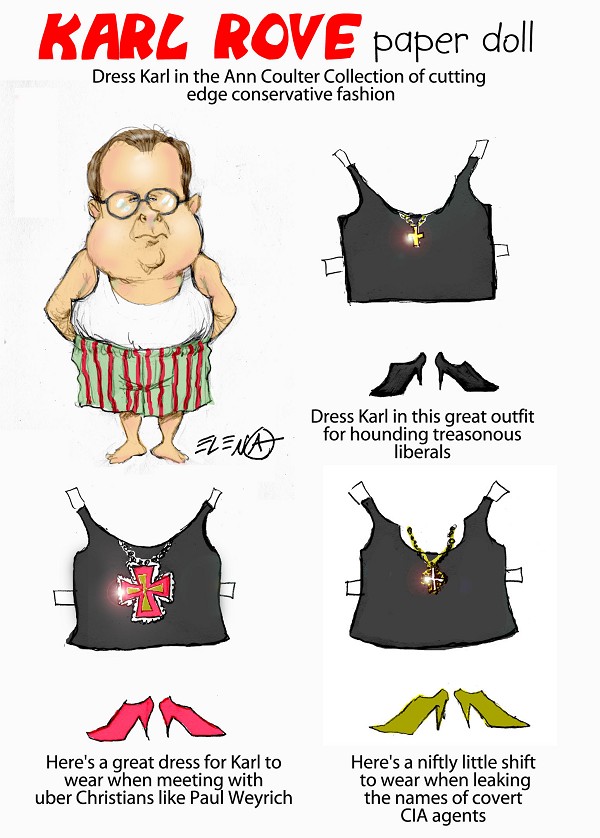 KARL ROVE paper doll
Dress Karl in the Ann Coulter Collection of cutting
edge conservative fashion
ELENA
Dress Karl in this great outfit
for hounding treasonous
liberals
Here's a great dress for Karl to
wear when meeting with
uber Christians like Paul Weyrich
Here's a niftly little shift
to wear when leaking
the names of covert
CIA agents